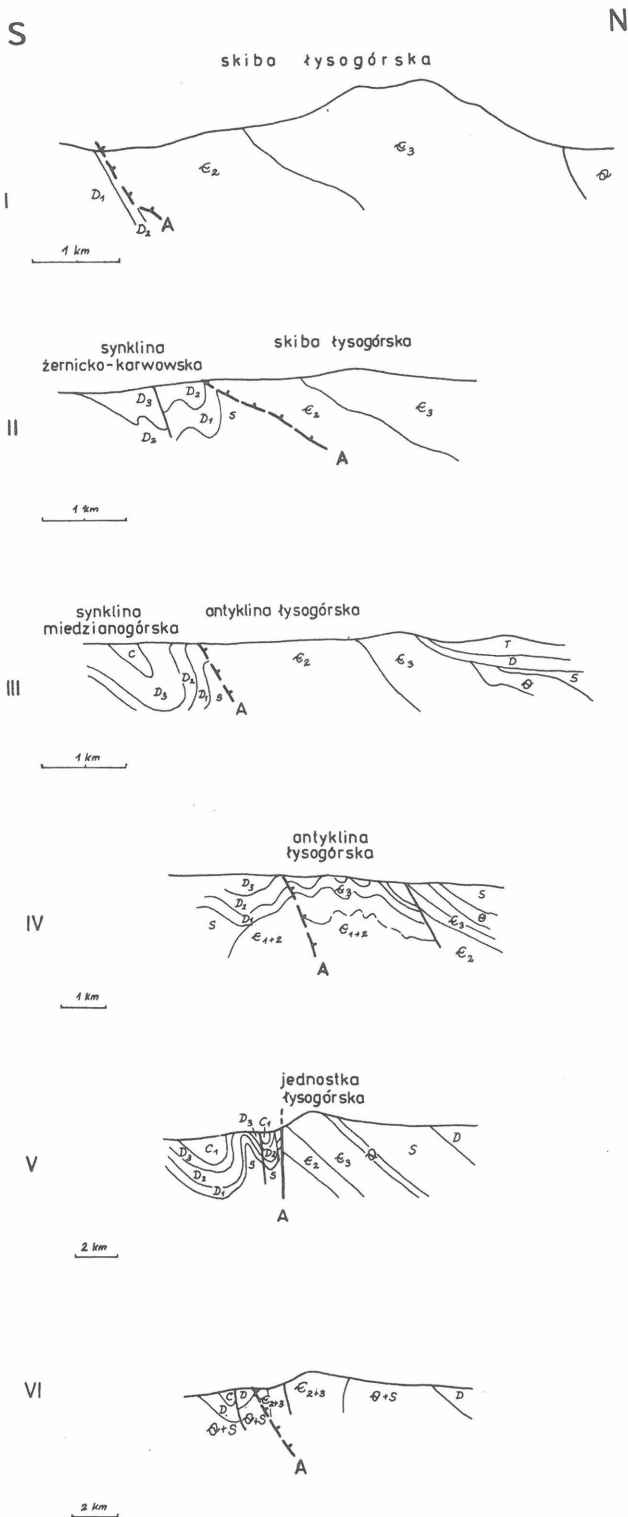 S N
skiba łysogórska
Є₂ Є₃ O
D₁ D₂ A
I
1 km
synklina
żernicko-karwowska
skiba łysogórska
D₃ D₂ D₁ S Є₂ Є₃
D₂ A
II
1 km
synklina
miedzianogórska
antyklina łysogórska
C D₃ D₂ D₁ S Є₂ Є₃ T D O S
A
III
1 km
antyklina
łysogórska
D₃ D₂ D₁ S Є₁₊₂ Є₃ Є₁₊₂ S O Є₃ Є₂
A
IV
1 km
jednostka
łysogórska
D₃ C₁
C₁ D₃ D₂ D₁ S D₂ S Є₂ Є₃ O S D
A
V
2 km
VI
C D Є₂₊₃ Є₂₊₃ O+S D
D O+S O+S
A
2 km